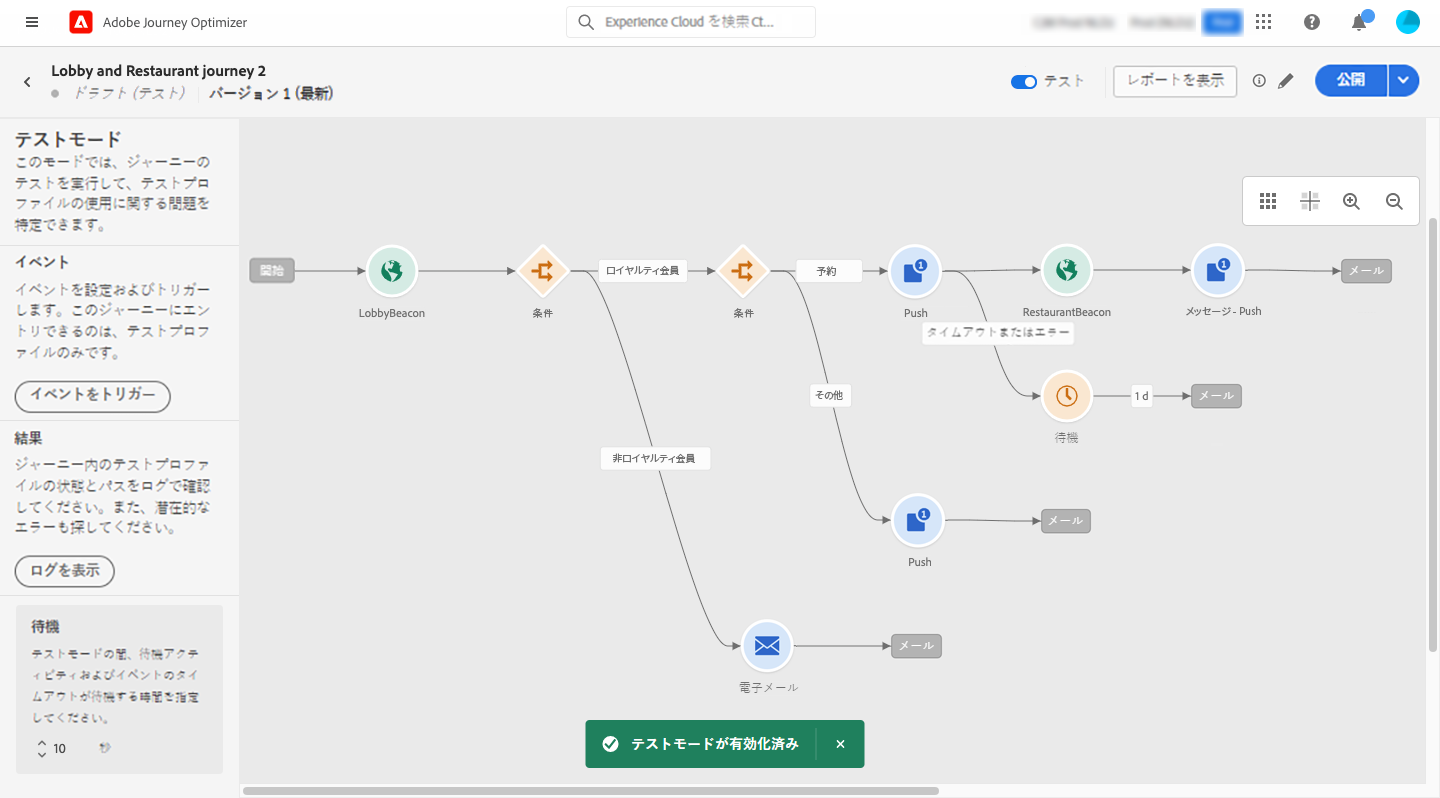 Adobe Journey Optimizer
Experience Cloud を検索 Ct...
Lobby and Restaurant journey 2
ドラフト (テスト)
バージョン 1 (最新)
テスト
レポートを表示
公開
テストモード
このモードでは、ジャーニーの
テストを実行して、テストプロ
ファイルの使用に関する問題を
特定できます。
イベント
イベントを設定およびトリガー
します。このジャーニーにエン
トリできるのは、テストプロフ
ァイルのみです。
イベントをトリガー
結果
ジャーニー内のテストプロファ
イルの状態とパスをログで確認
してください。また、潜在的な
エラーも探してください。
ログを表示
待機
テストモードの間、待機アクテ
ィビティおよびイベントのタイ
ムアウトが待機する時間を指定
してください。
10 秒
開始
LobbyBeacon
条件
ロイヤルティ会員
条件
予約
Push
RestaurantBeacon
メッセージ - Push
メール
タイムアウトまたはエラー
その他
待機
1 d
メール
非ロイヤルティ会員
Push
メール
電子メール
メール
テストモードが有効化済み